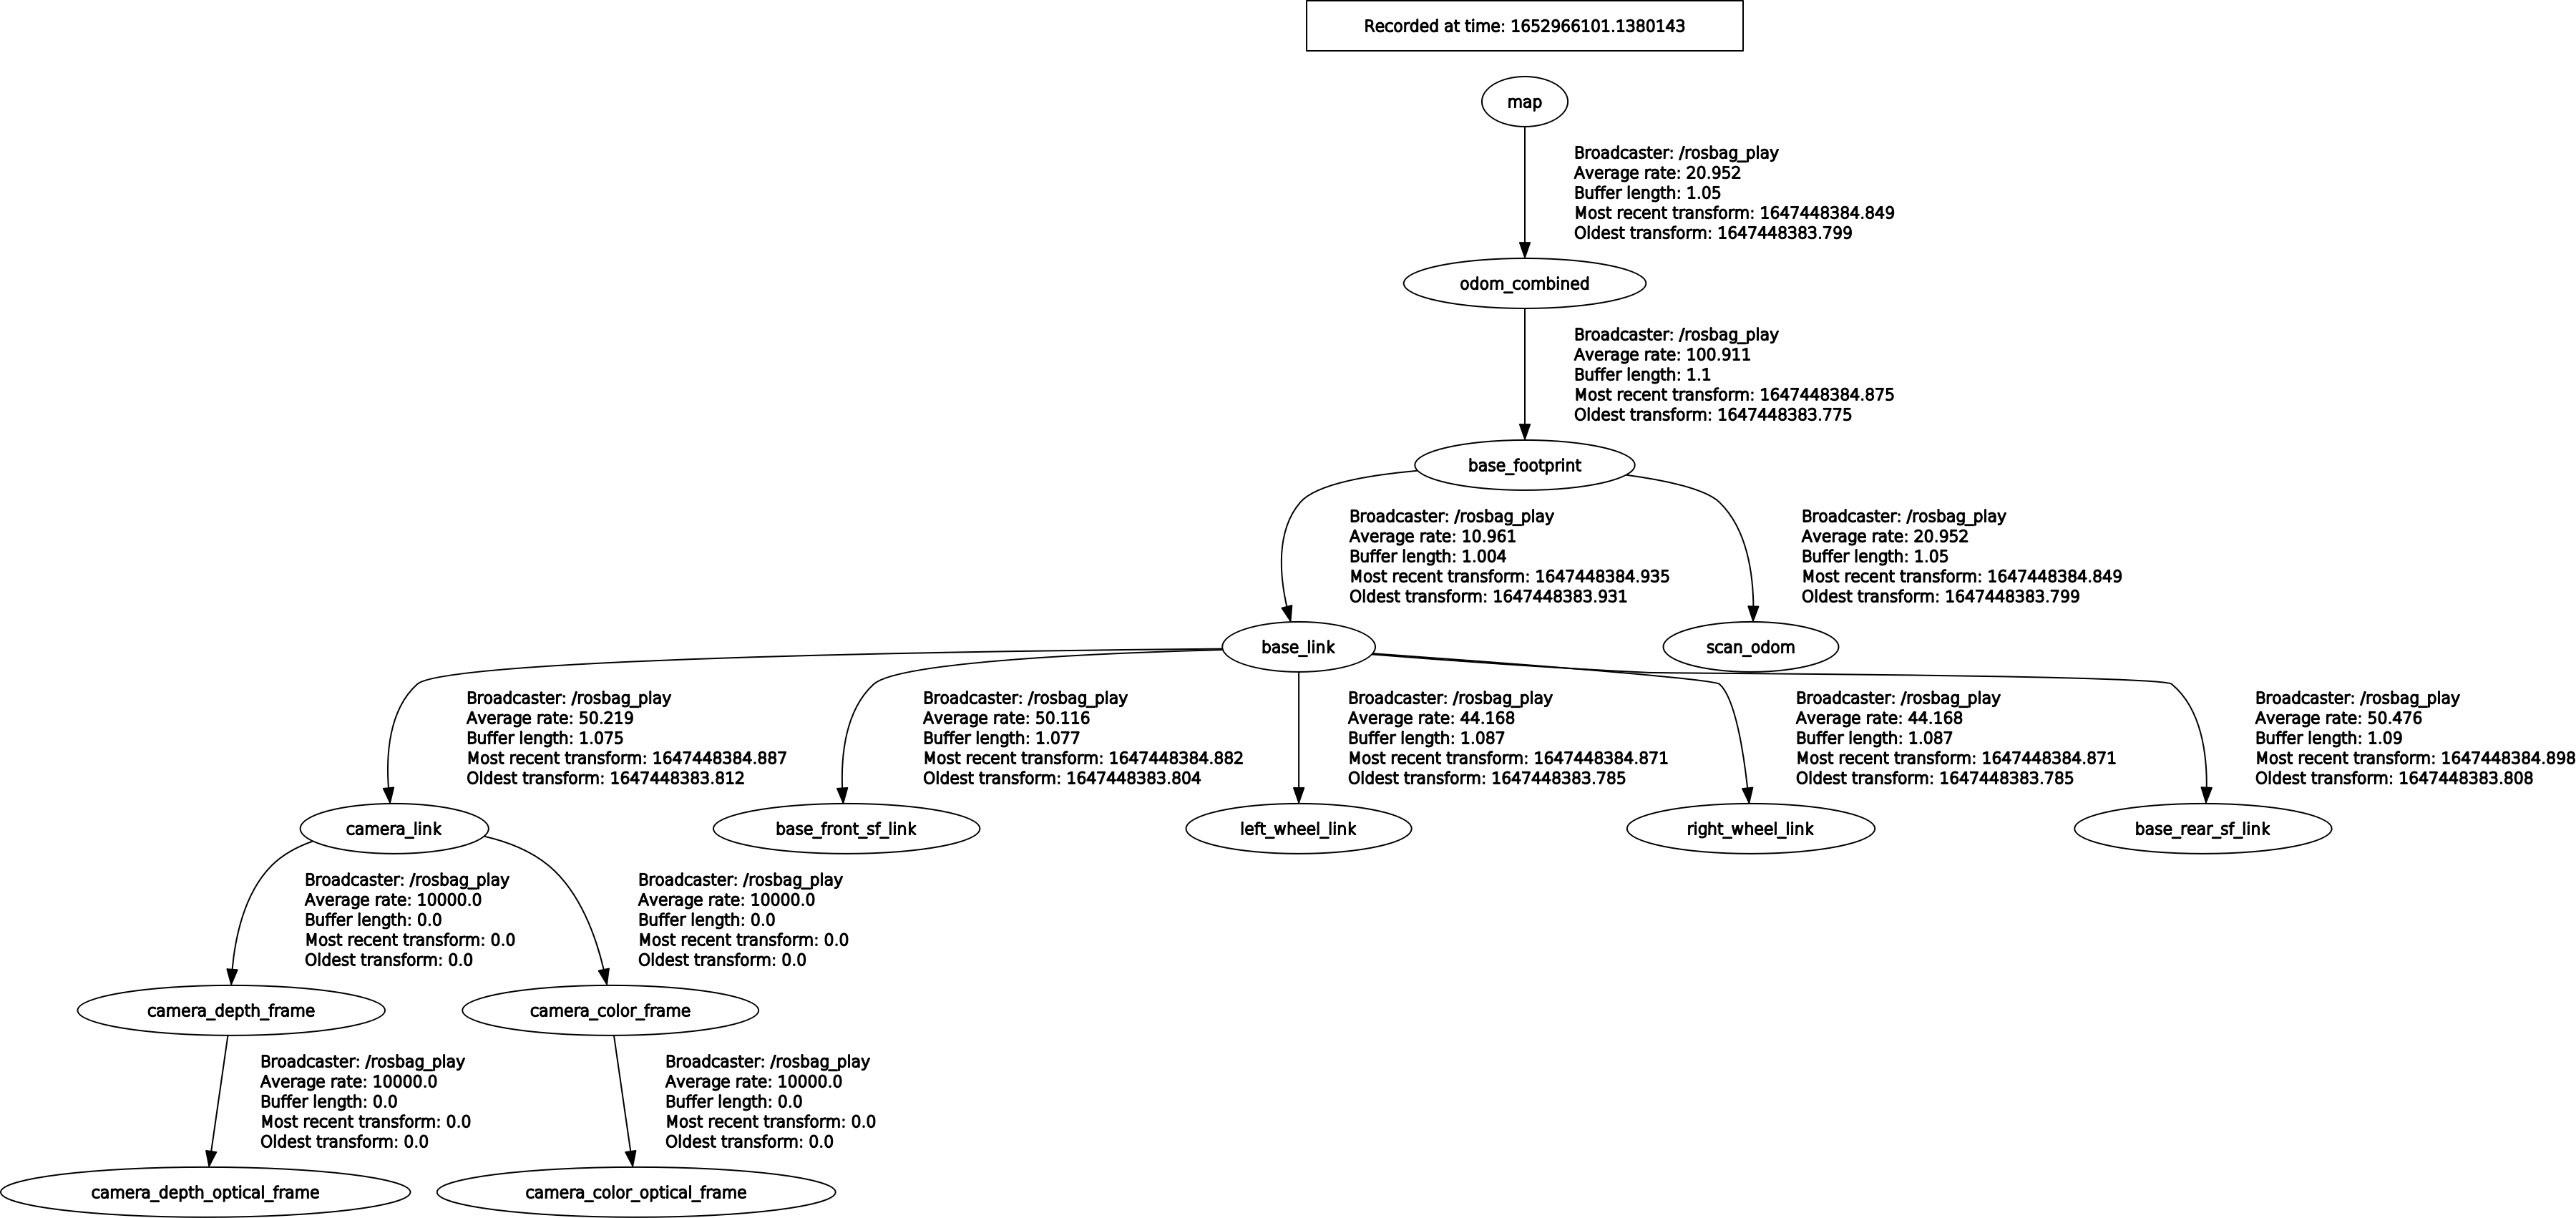 Recorded at time: 1652966101.1380143
map
Broadcaster: /rosbag_play
Average rate: 20.952
Buffer length: 1.05
Most recent transform: 1647448384.849
Oldest transform: 1647448383.799
odom_combined
Broadcaster: /rosbag_play
Average rate: 100.911
Buffer length: 1.1
Most recent transform: 1647448384.875
Oldest transform: 1647448383.775
base_footprint
Broadcaster: /rosbag_play
Average rate: 10.961
Buffer length: 1.004
Most recent transform: 1647448384.935
Oldest transform: 1647448383.931
Broadcaster: /rosbag_play
Average rate: 20.952
Buffer length: 1.05
Most recent transform: 1647448384.849
Oldest transform: 1647448383.799
base_link
scan_odom
Broadcaster: /rosbag_play
Average rate: 50.219
Buffer length: 1.075
Most recent transform: 1647448384.887
Oldest transform: 1647448383.812
Broadcaster: /rosbag_play
Average rate: 50.116
Buffer length: 1.077
Most recent transform: 1647448384.882
Oldest transform: 1647448383.804
Broadcaster: /rosbag_play
Average rate: 44.168
Buffer length: 1.087
Most recent transform: 1647448384.871
Oldest transform: 1647448383.785
Broadcaster: /rosbag_play
Average rate: 44.168
Buffer length: 1.087
Most recent transform: 1647448384.871
Oldest transform: 1647448383.785
Broadcaster: /rosbag_play
Average rate: 50.476
Buffer length: 1.09
Most recent transform: 1647448384.898
Oldest transform: 1647448383.808
camera_link
base_front_sf_link
left_wheel_link
right_wheel_link
base_rear_sf_link
Broadcaster: /rosbag_play
Average rate: 10000.0
Buffer length: 0.0
Most recent transform: 0.0
Oldest transform: 0.0
Broadcaster: /rosbag_play
Average rate: 10000.0
Buffer length: 0.0
Most recent transform: 0.0
Oldest transform: 0.0
camera_depth_frame
camera_color_frame
Broadcaster: /rosbag_play
Average rate: 10000.0
Buffer length: 0.0
Most recent transform: 0.0
Oldest transform: 0.0
Broadcaster: /rosbag_play
Average rate: 10000.0
Buffer length: 0.0
Most recent transform: 0.0
Oldest transform: 0.0
camera_depth_optical_frame
camera_color_optical_frame